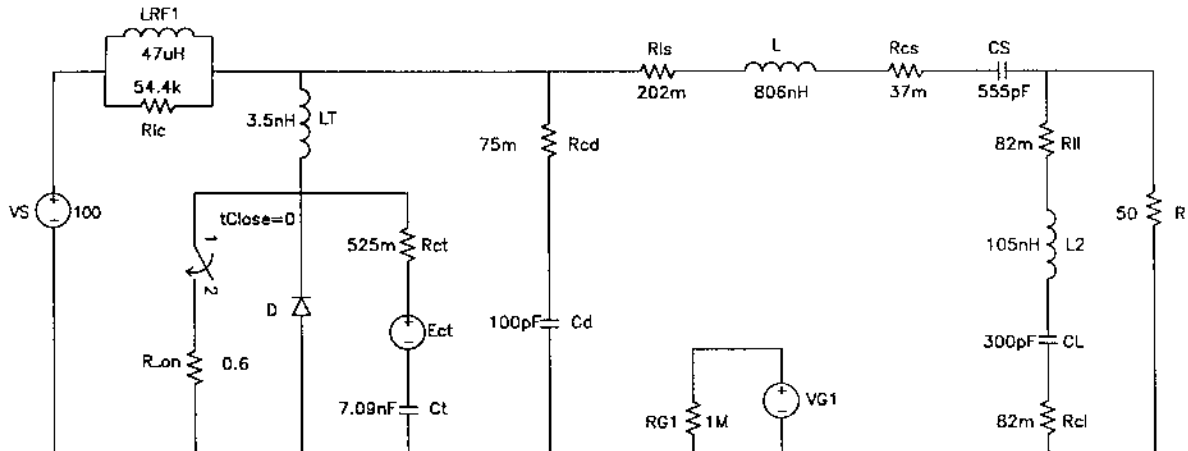 LRF1
47uH
54.4k
Rlc
Rls
202m
L
806nH
Rcs
37m
CS
555pF
3.5nH
LT
75m
Rcd
82m
Rll
VS
100
tClose=0
1
2
525m
Rct
105nH
L2
50
R
D
Ect
100pF
Cd
300pF
CL
R_on
0.6
7.09nF
Ct
RG1
1M
VG1
82m
Rcl